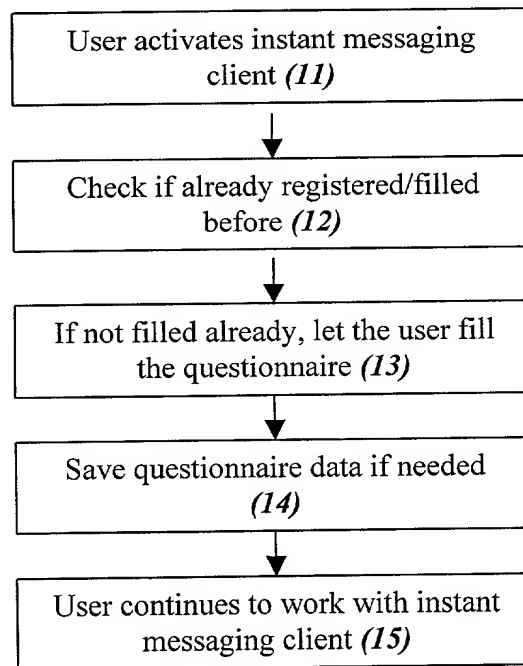 User activates instant messaging
client (11)
Check if already registered/filled
before (12)
If not filled already, let the user fill
the questionnaire (13)
Save questionnaire data if needed
(14)
User continues to work with instant
messaging client (15)